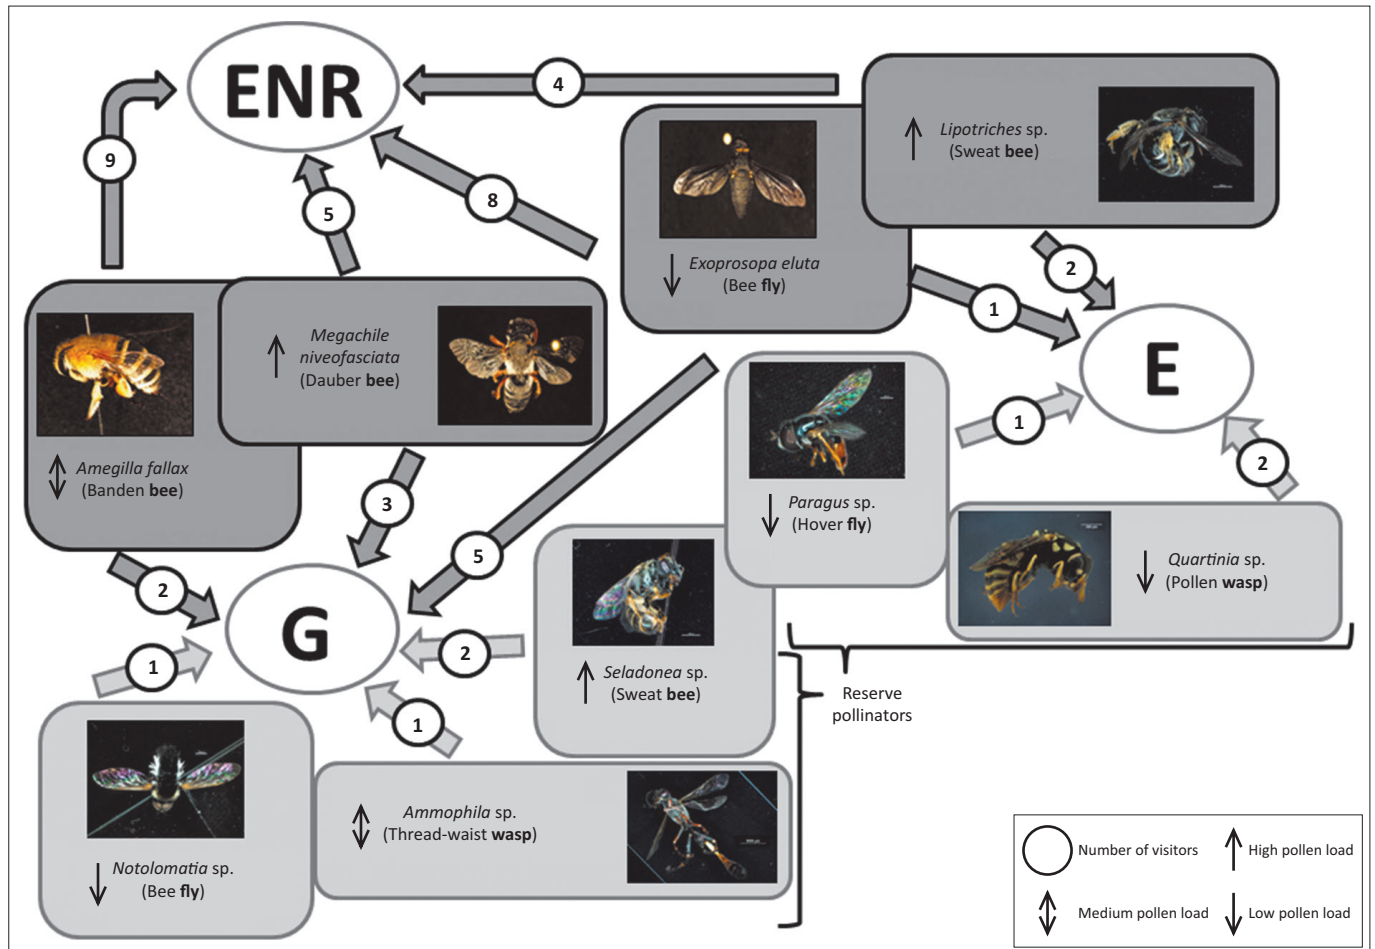 ENR
4
9
5
8
Lipotriches sp.
(Sweat bee)
Exoprosopa eluta
(Bee fly)
2
1
Megachile
niveofasciata
(Dauber bee)
E
Amegilla fallax
(Banden bee)
1
2
3
5
Paragus sp.
(Hover fly)
Quartinia sp.
(Pollen wasp)
2
G
1
2
1
Seladonea sp.
(Sweat bee)
Reserve
pollinators
Notolomatia sp.
(Bee fly)
Ammophila sp.
(Thread-waist wasp)
Number of visitors
High pollen load
Medium pollen load
Low pollen load